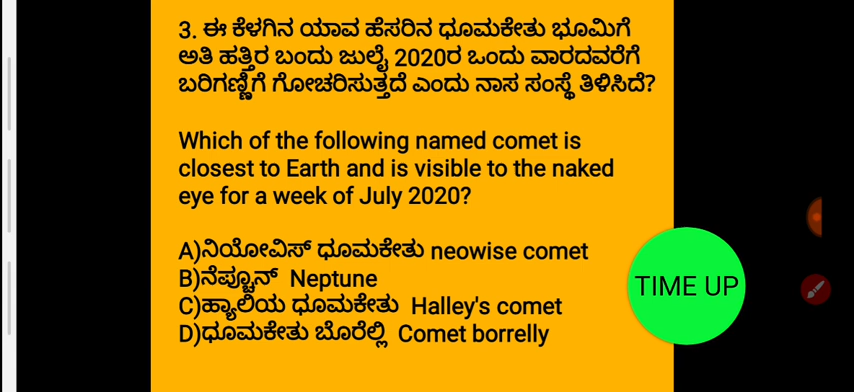 3. ಈ ಕೆಳಗಿನ ಯಾವ ಹೆಸರಿನ ಧೂಮಕೇತು ಭೂಮಿಗೆ
ಅತಿ ಹತ್ತಿರ ಬಂದು ಜುಲೈ 2020ರ ಒಂದು ವಾರದವರೆಗೆ
ಬರಿಗಣ್ಣಿಗೆ ಗೋಚರಿಸುತ್ತದೆ ಎಂದು ನಾಸ ಸಂಸ್ಥೆ ತಿಳಿಸಿದೆ?
Which of the following named comet is
closest to Earth and is visible to the naked
eye for a week of July 2020?
A)ನಿಯೋವಿಸ್ ಧೂಮಕೇತು neowise comet
B)ನೆಪ್ಚೂನ್ Neptune
C)ಹ್ಯಾಲಿಯ ಧೂಮಕೇತು Halley's comet
D)ಧೂಮಕೇತು ಬೊರೆಲ್ಲಿ Comet borrelly
TIME UP